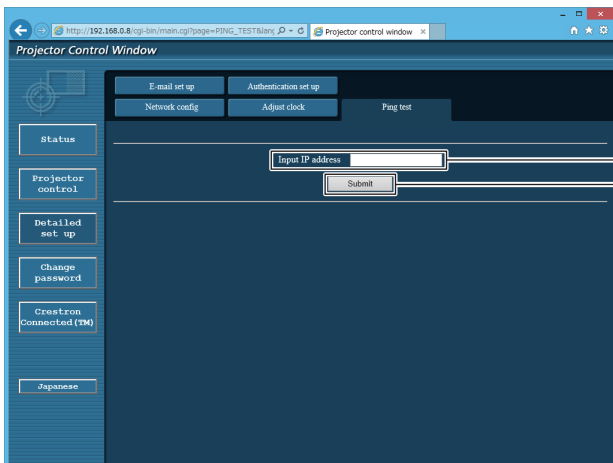 http://192.168.0.8/cgi-bin/main.cgi?page=PING_TEST&lang
Projector control window
Projector Control Window
E-mail set up
Authentication set up
Network config
Adjust clock
Ping test
Status
Input IP address
Submit
Projector
control
Detailed
set up
Change
password
Crestron
Connected(TM)
Japanese